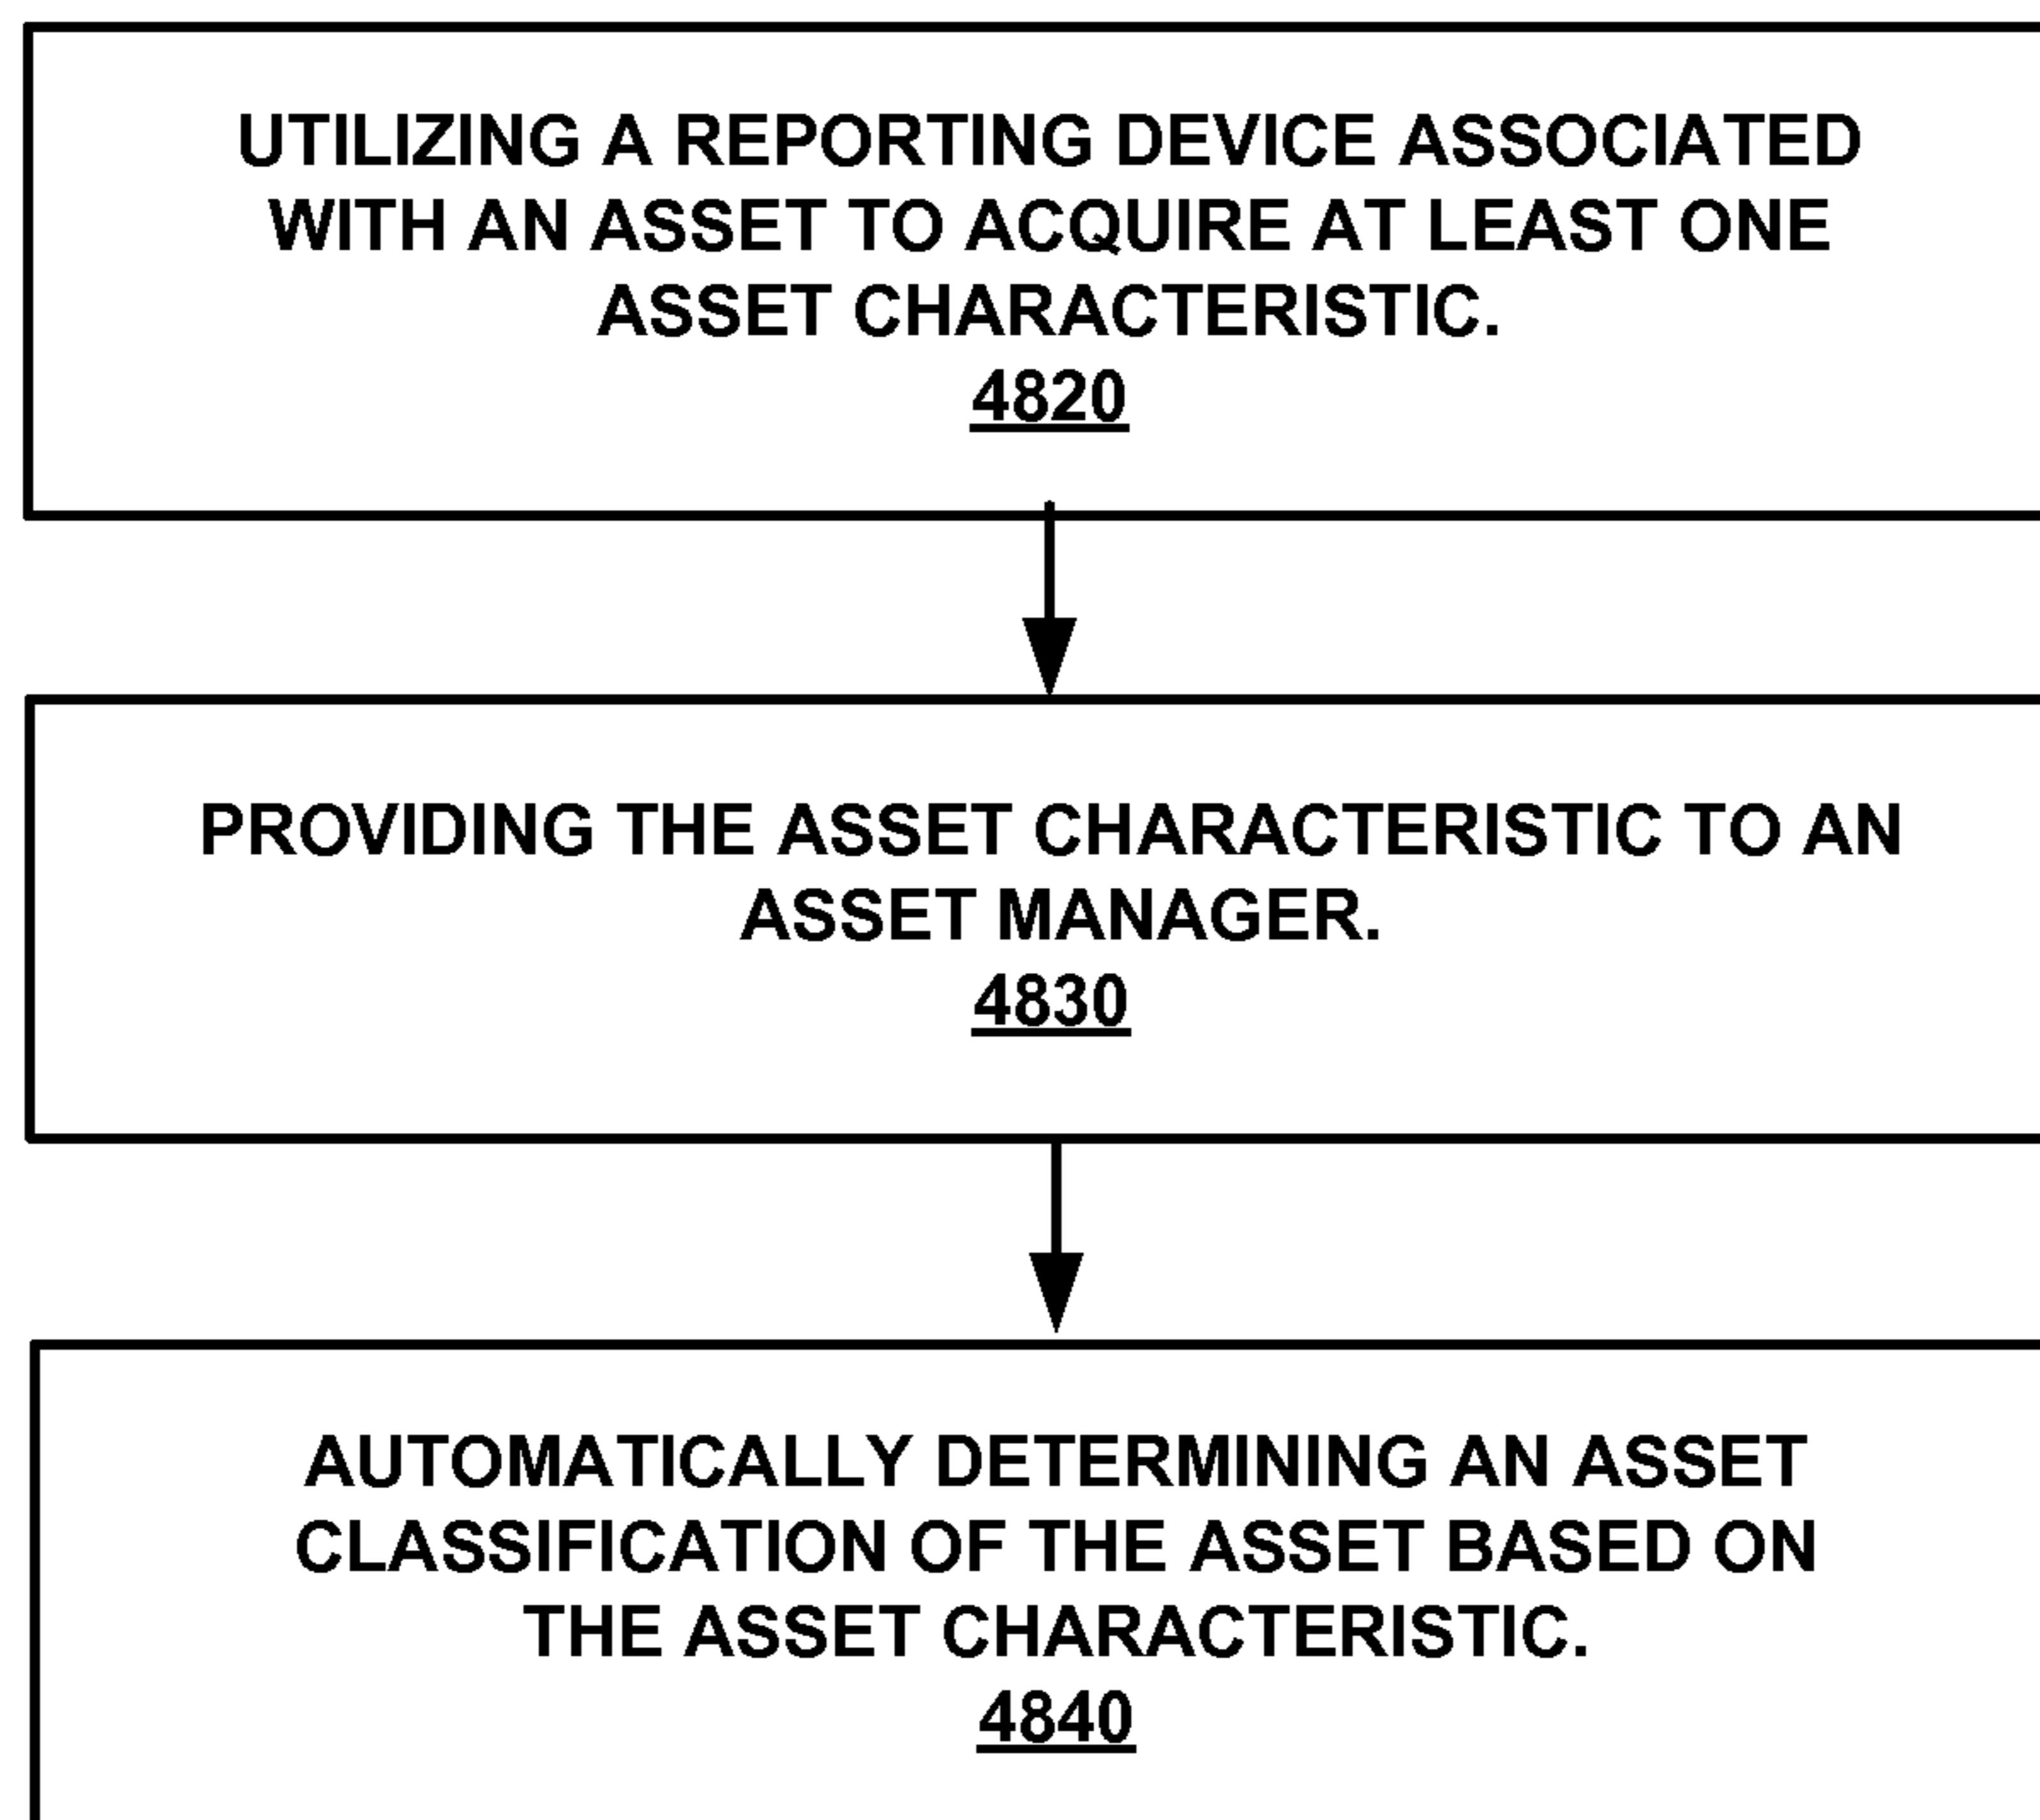 UTILIZING A REPORTING DEVICE ASSOCIATED
WITH AN ASSET TO ACQUIRE AT LEAST ONE
ASSET CHARACTERISTIC.
4820
PROVIDING THE ASSET CHARACTERISTIC TO AN
ASSET MANAGER.
4830
AUTOMATICALLY DETERMINING AN ASSET
CLASSIFICATION OF THE ASSET BASED ON
THE ASSET CHARACTERISTIC.
4840